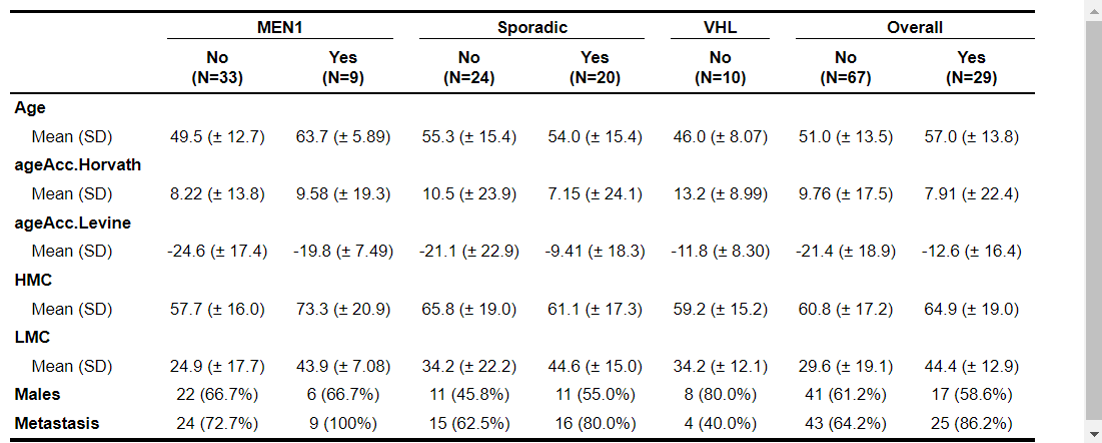 MEN1 Sporadic VHL Overall
No Yes No Yes No No Yes
(N=33) (N=9) (N=24) (N=20) (N=10) (N=67) (N=29)
Age
Mean (SD) 49.5 (± 12.7) 63.7 (± 5.89) 55.3 (± 15.4) 54.0 (± 15.4) 46.0 (± 8.07) 51.0 (± 13.5) 57.0 (± 13.8)
ageAcc.Horvath
Mean (SD) 8.22 (± 13.8) 9.58 (± 19.3) 10.5 (± 23.9) 7.15 (± 24.1) 13.2 (± 8.99) 9.76 (± 17.5) 7.91 (± 22.4)
ageAcc.Levine
Mean (SD) -24.6 (± 17.4) -19.8 (± 7.49) -21.1 (± 22.9) -9.41 (± 18.3) -11.8 (± 8.30) -21.4 (± 18.9) -12.6 (± 16.4)
HMC
Mean (SD) 57.7 (± 16.0) 73.3 (± 20.9) 65.8 (± 19.0) 61.1 (± 17.3) 59.2 (± 15.2) 60.8 (± 17.2) 64.9 (± 19.0)
LMC
Mean (SD) 24.9 (± 17.7) 43.9 (± 7.08) 34.2 (± 22.2) 44.6 (± 15.0) 34.2 (± 12.1) 29.6 (± 19.1) 44.4 (± 12.9)
Males 22 (66.7%) 6 (66.7%) 11 (45.8%) 11 (55.0%) 8 (80.0%) 41 (61.2%) 17 (58.6%)
Metastasis 24 (72.7%) 9 (100%) 15 (62.5%) 16 (80.0%) 4 (40.0%) 43 (64.2%) 25 (86.2%)